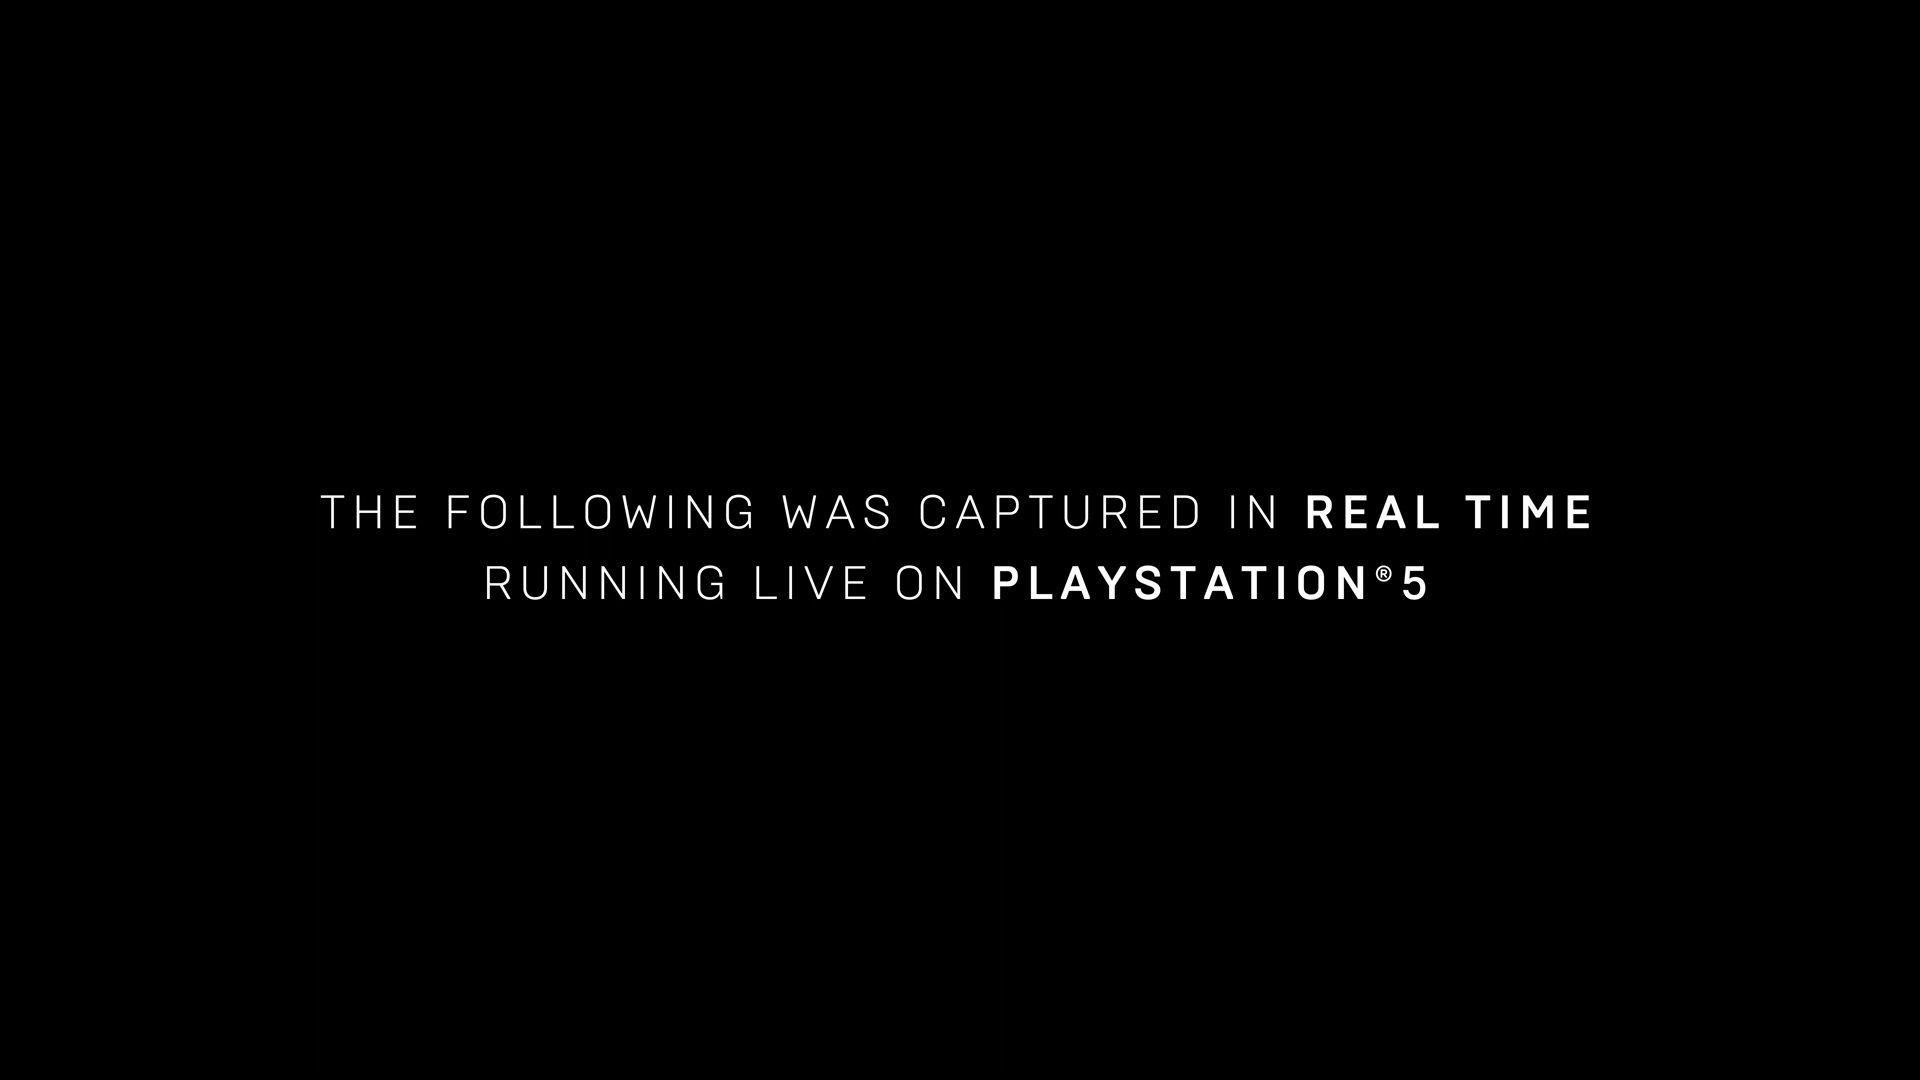 THE FOLLOWING WAS CAPTURED IN REAL TIME
RUNNING LIVE ON PLAYSTATION®5